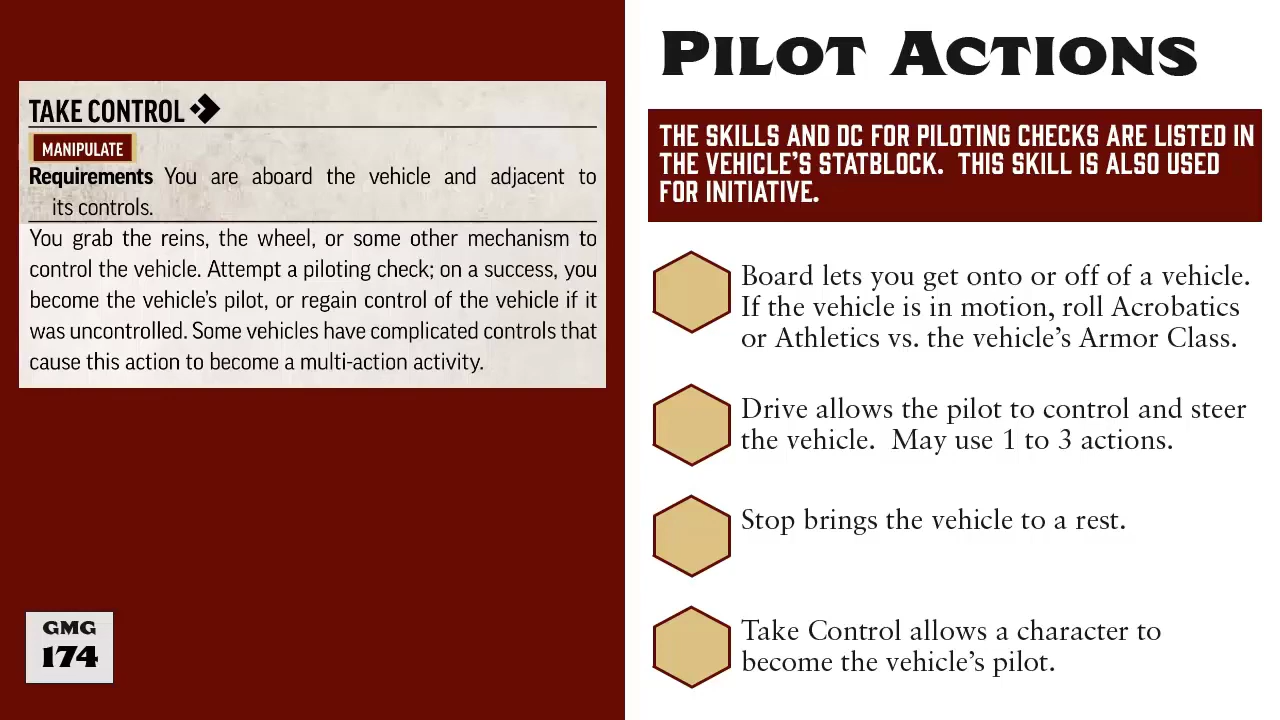 TAKE CONTROL
MANIPULATE
Requirements You are aboard the vehicle and adjacent to
its controls.
You grab the reins, the wheel, or some other mechanism to
control the vehicle. Attempt a piloting check; on a success, you
become the vehicle's pilot, or regain control of the vehicle if it
was uncontrolled. Some vehicles have complicated controls that
cause this action to become a multi-action activity.
GMG
174
PILOT ACTIONS
THE SKILLS AND DC FOR PILOTING CHECKS ARE LISTED IN
THE VEHICLE'S STATBLOCK.  THIS SKILL IS ALSO USED
FOR INITIATIVE.
Board lets you get onto or off of a vehicle.
If the vehicle is in motion, roll Acrobatics
or Athletics vs. the vehicle's Armor Class.
Drive allows the pilot to control and steer
the vehicle.  May use 1 to 3 actions.
Stop brings the vehicle to a rest.
Take Control allows a character to
become the vehicle's pilot.